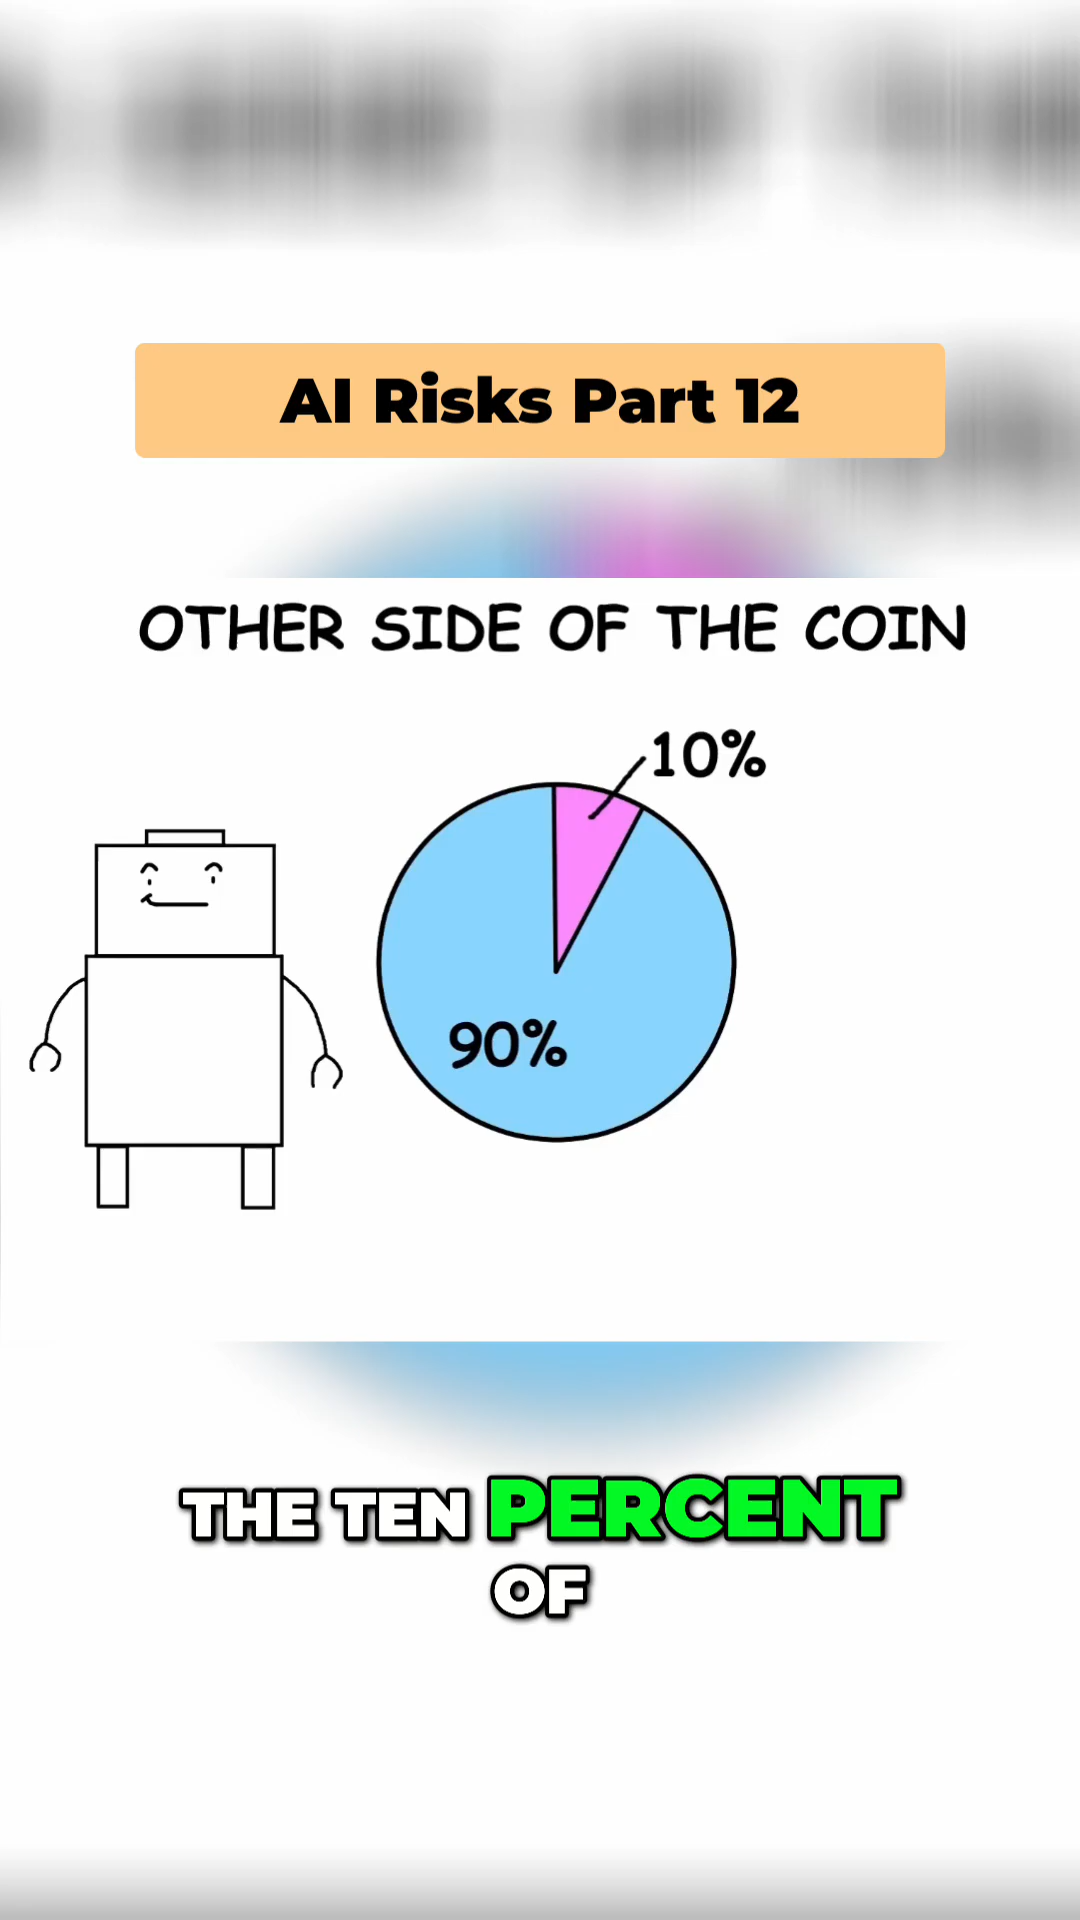 AI Risks Part 12
OTHER SIDE OF THE COIN
10%
90%
THE TEN PERCENT
OF